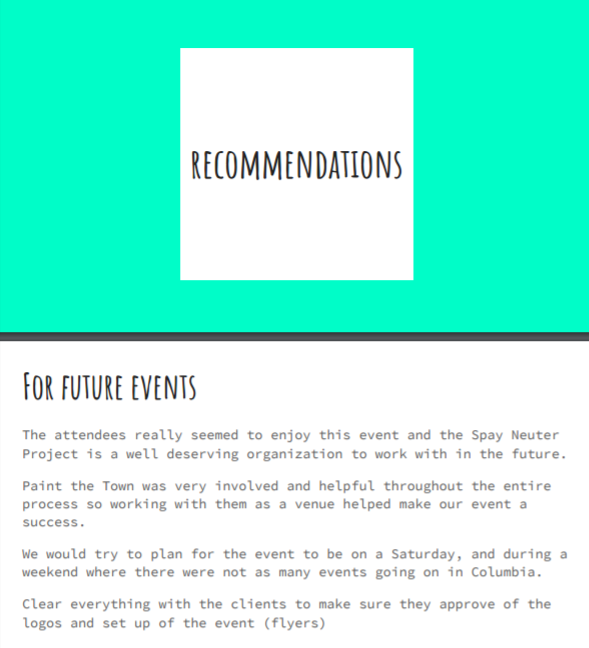 RECOMMENDATIONS
FOR FUTURE EVENTS
The attendees really seemed to enjoy this event and the Spay Neuter
Project is a well deserving organization to work with in the future.
Paint the Town was very involved and helpful throughout the entire
process so working with them as a venue helped make our event a
success.
We would try to plan for the event to be on a Saturday, and during a
weekend where there were not as many events going on in Columbia.
Clear everything with the clients to make sure they approve of the
logos and set up of the event (flyers)